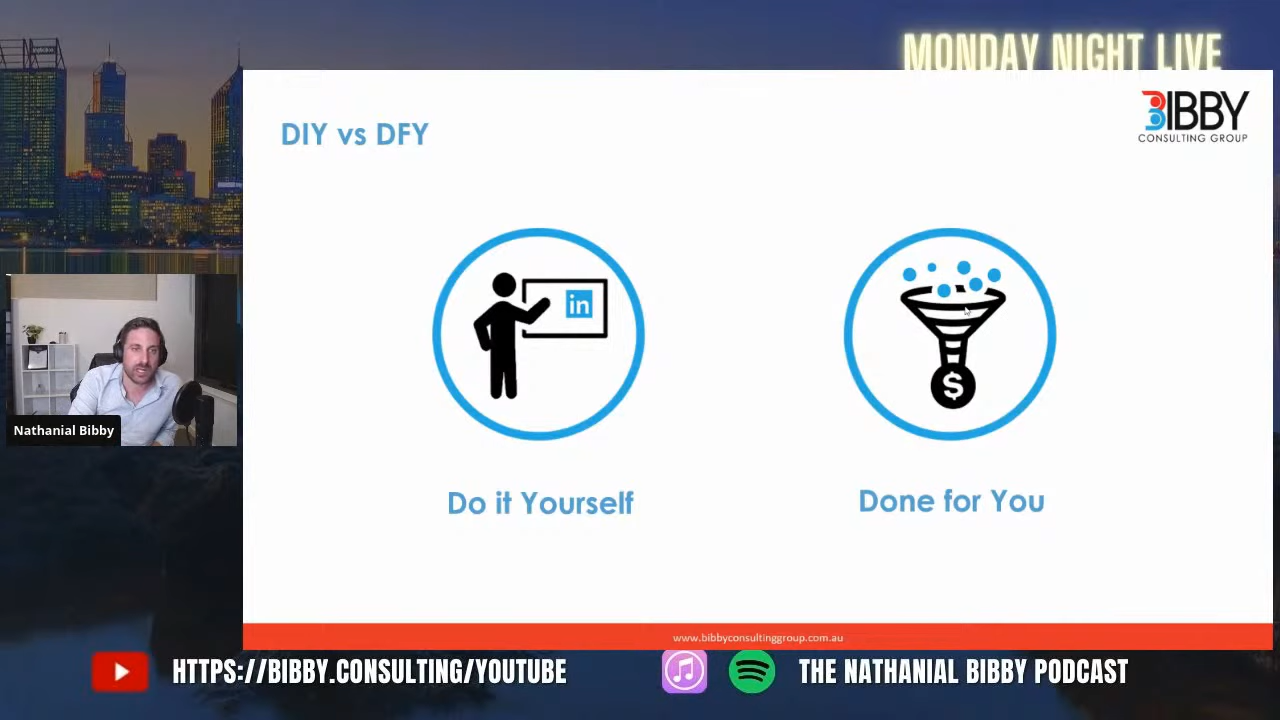 MONDAY NIGHT LIVE
BIBBY
CONSULTING GROUP
DIY vs DFY
in
$
Nathanial Bibby
Do it Yourself
Done for You
www.bibbyconsultinggroup.com.au
HTTPS://BIBBY.CONSULTING/YOUTUBE
THE NATHANIAL BIBBY PODCAST